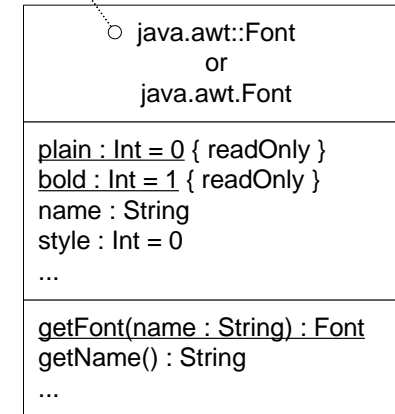 java.awt::Font
or
java.awt.Font
plain : Int = 0 { readOnly }
bold : Int = 1 { readOnly }
name : String
style : Int = 0
...
getFont(name : String) : Font
getName() : String
...